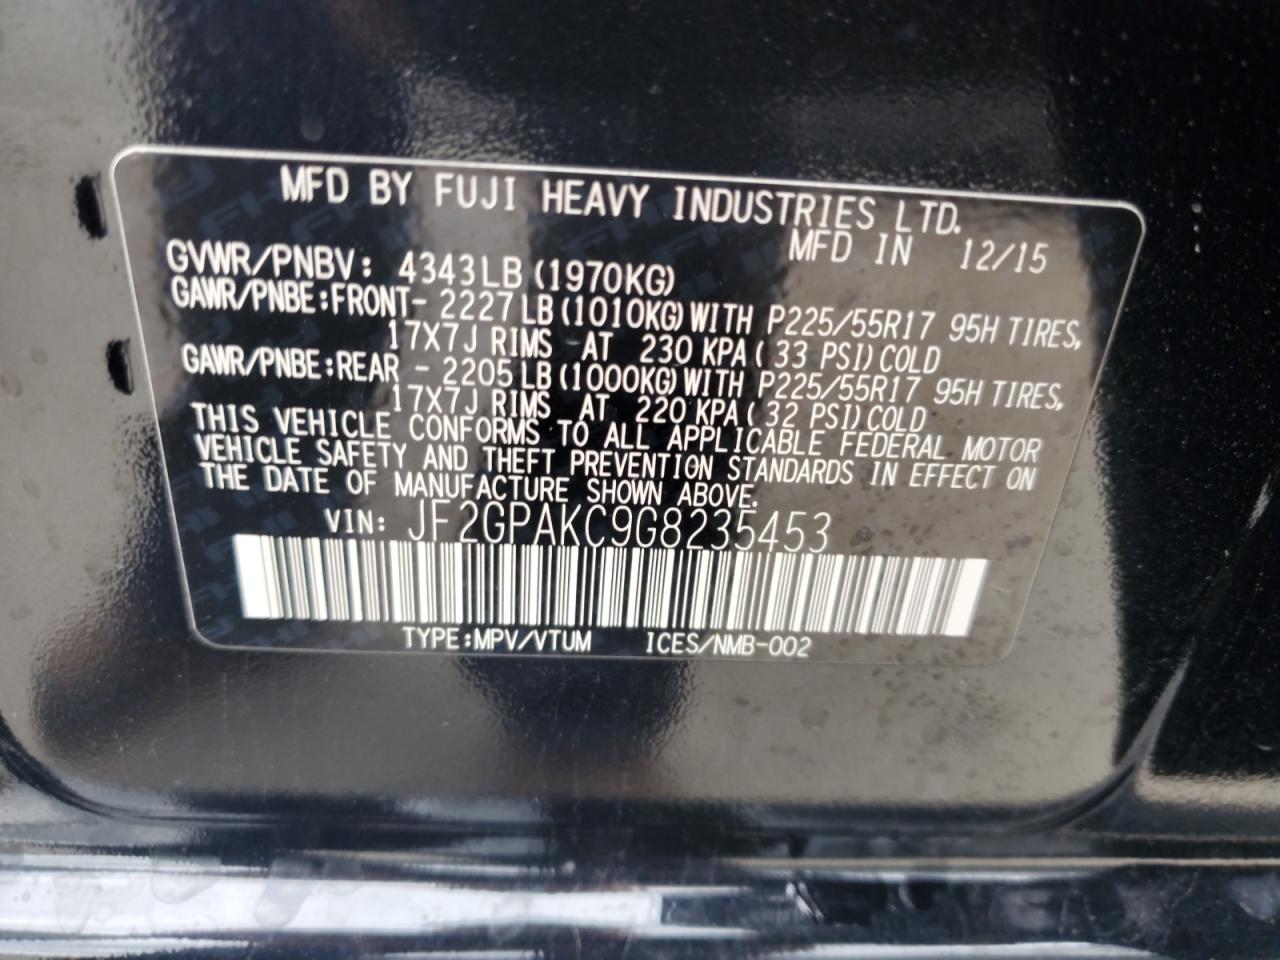 MFD BY FUJI HEAVY INDUSTRIES LTD.
MFD IN 12/15
GVWR/PNBV: 4343LB (1970KG)
GAWR/PNBE:FRONT- 2227LB(1010KG)WITH P225/55R17 95H TIRES,
17X7J RIMS AT 230 KPA( 33 PSI)COLD
GAWR/PNBE:REAR - 2205LB(1000KG)WITH P225/55R17 95H TIRES,
17X7J RIMS AT 220 KPA( 32 PSI)COLD
THIS VEHICLE CONFORMS TO ALL APPLICABLE FEDERAL MOTOR
VEHICLE SAFETY AND THEFT PREVENTION STANDARDS IN EFFECT ON
THE DATE OF MANUFACTURE SHOWN ABOVE.
VIN: JF2GPAKC9G8235453
TYPE:MPV/VTUM ICES/NMB-002